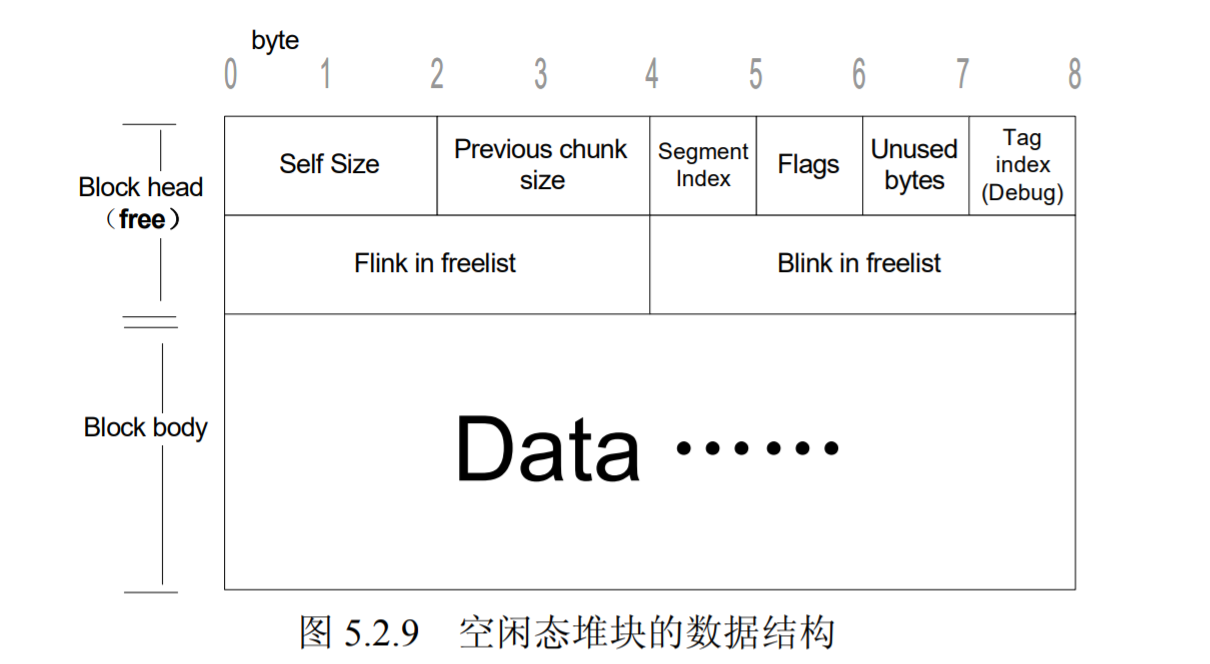 byte
0 1 2 3 4 5 6 7 8
Block head
（free）
Self Size
Previous chunk
size
Segment
Index
Flags
Unused
bytes
Tag
index
(Debug)
Flink in freelist
Blink in freelist
Block body
Data ······
图 5.2.9 空闲态堆块的数据结构